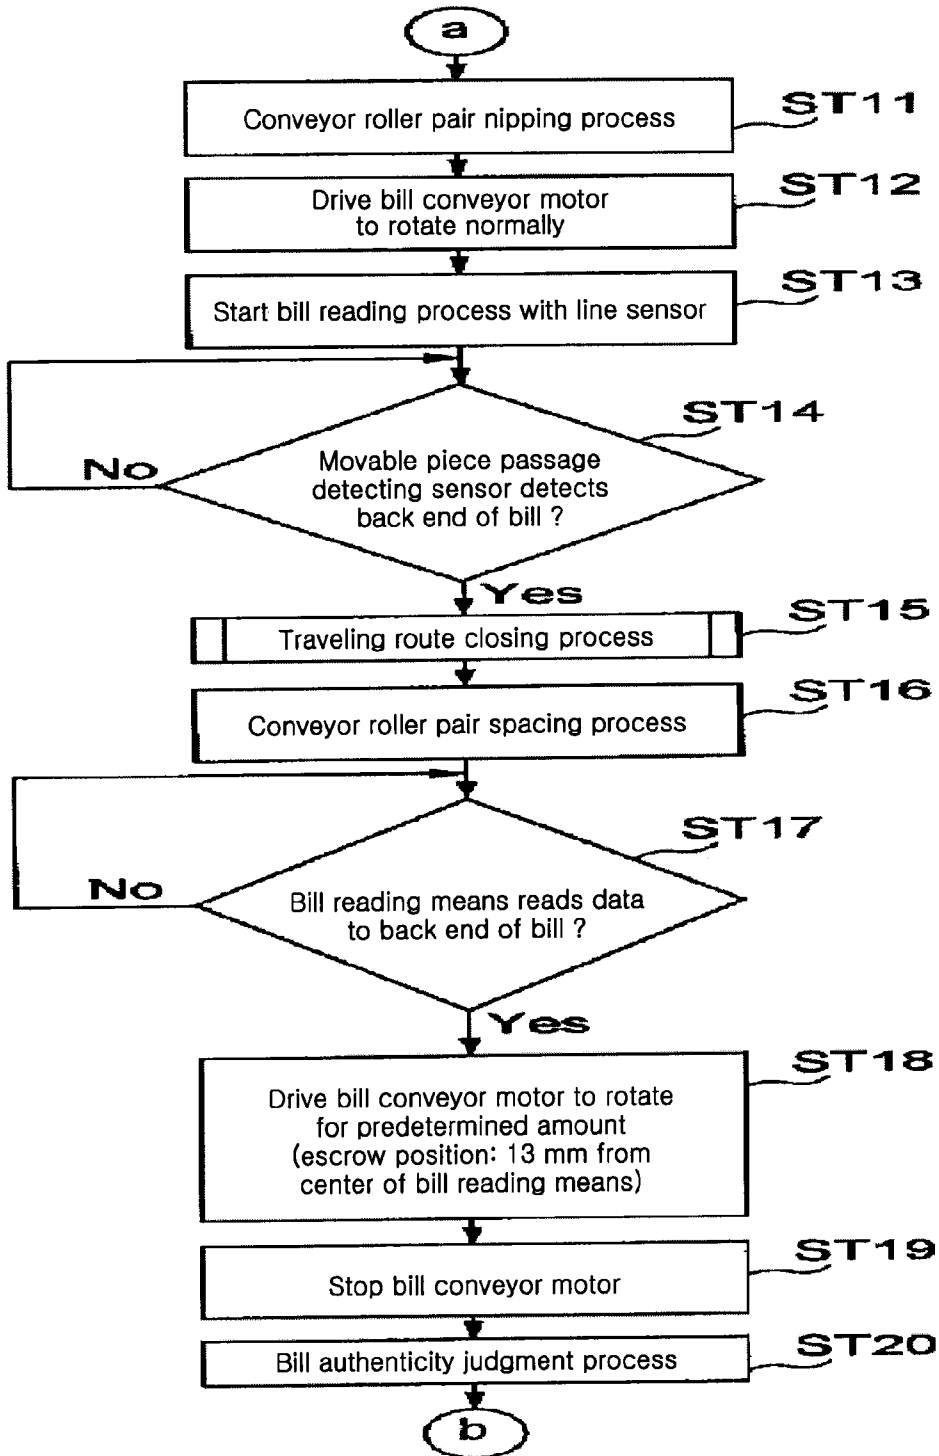 a
Conveyor roller pair nipping process
ST11
Drive bill conveyor motor
to rotate normally
ST12
Start bill reading process with line sensor
ST13
ST14
Movable piece passage
detecting sensor detects
back end of bill ?
No
Yes
Traveling route closing process
ST15
Conveyor roller pair spacing process
ST16
ST17
Bill reading means reads data
to back end of bill ?
No
Yes
Drive bill conveyor motor to rotate
for predetermined amount
(escrow position: 13 mm from
center of bill reading means)
ST18
Stop bill conveyor motor
ST19
Bill authenticity judgment process
ST20
b